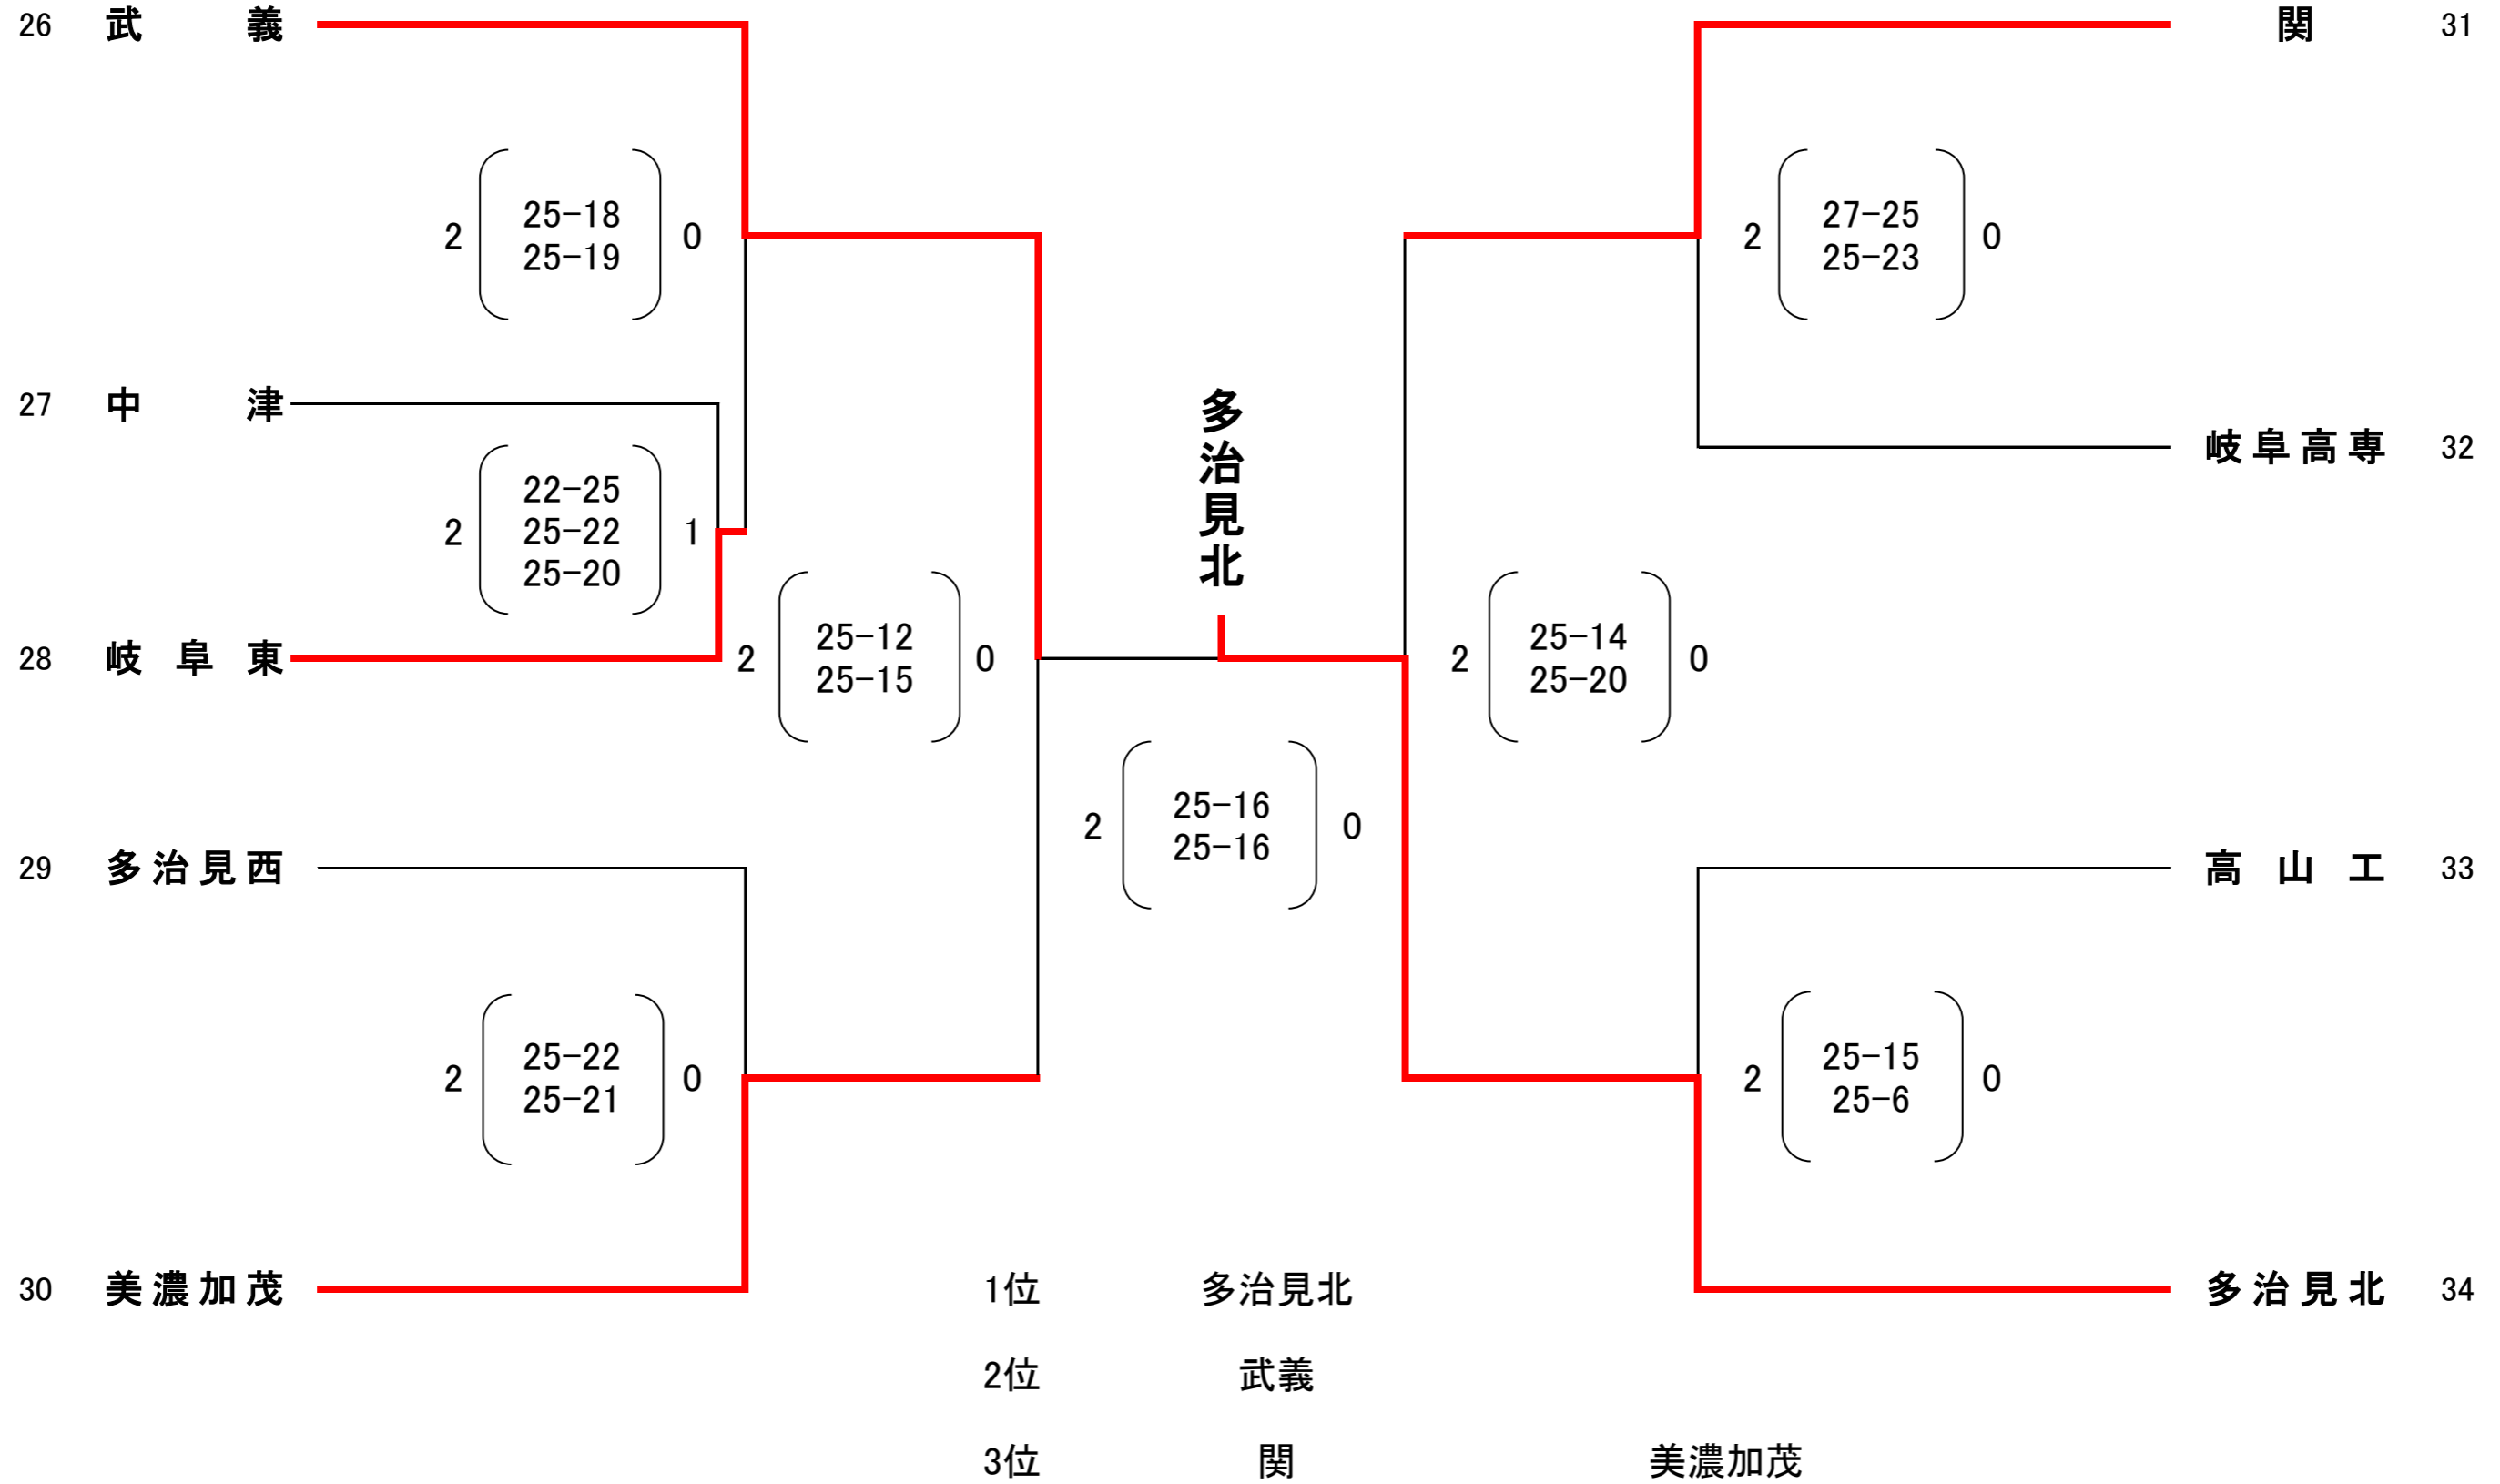 26 武義
関 31
2 25-18 0
25-19
2 27-25 0
25-23
27 中津
岐阜高専 32
2 22-25 1
25-22
25-20
多治見北
28 岐阜東
2 25-12 0
25-15
2 25-14 0
25-20
2 25-16 0
25-16
29 多治見西
高山工 33
2 25-22 0
25-21
2 25-15 0
25-6
30 美濃加茂
多治見北 34
1位 多治見北
2位 武義
3位 関 美濃加茂